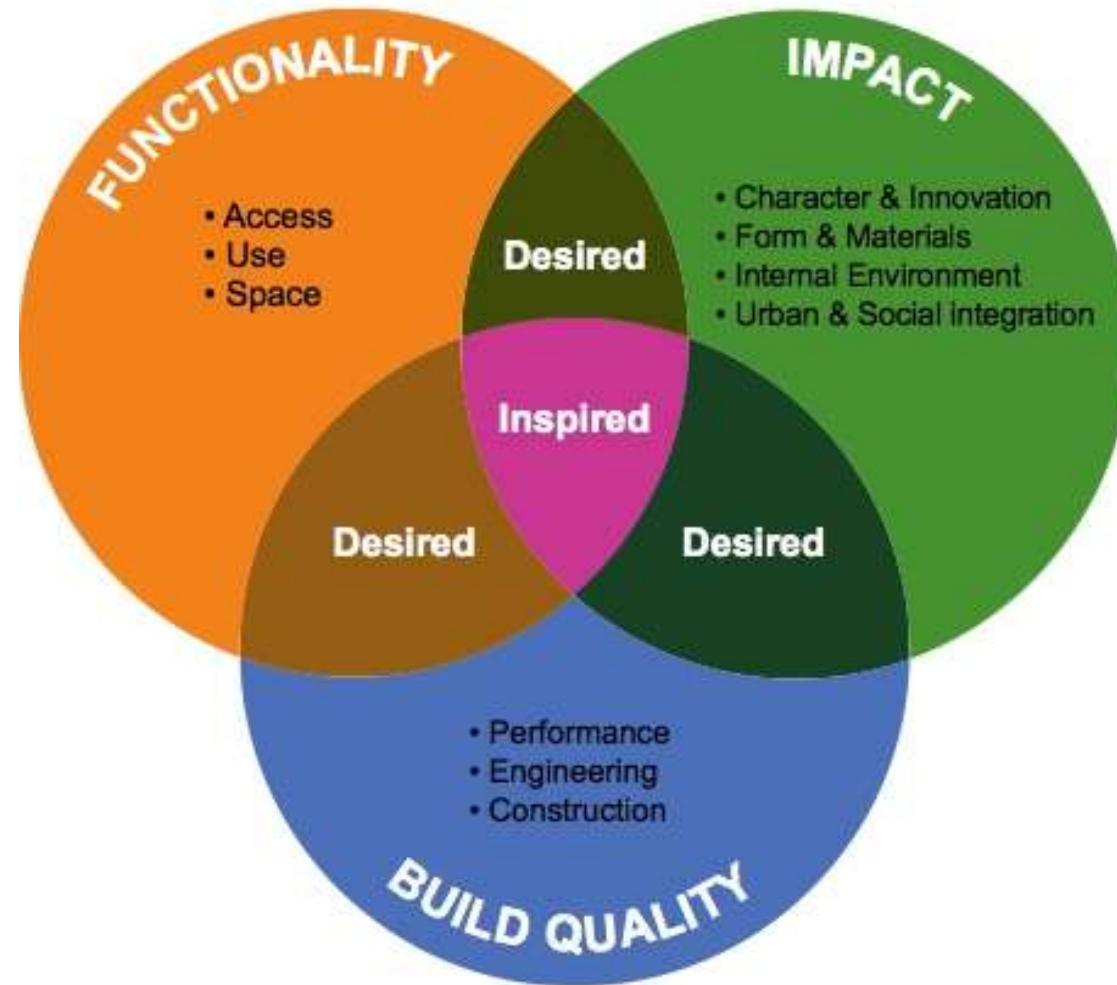 FUNCTIONALITY
• Access
• Use
• Space
IMPACT
• Character & Innovation
• Form & Materials
• Internal Environment
• Urban & Social integration
Desired
Inspired
Desired
Desired
• Performance
• Engineering
• Construction
BUILD QUALITY